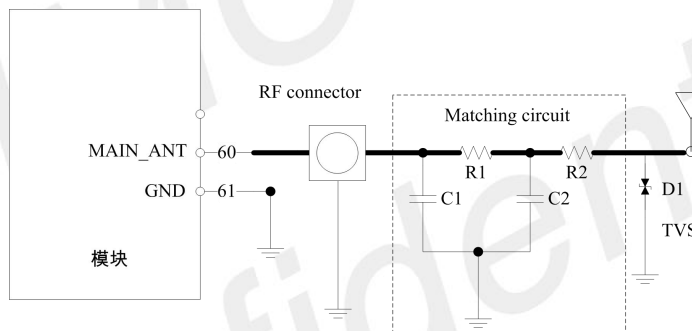 RF connector
Matching circuit
MAIN_ANT
60
R1
R2
GND
61
C1
C2
D1
TVS
模块